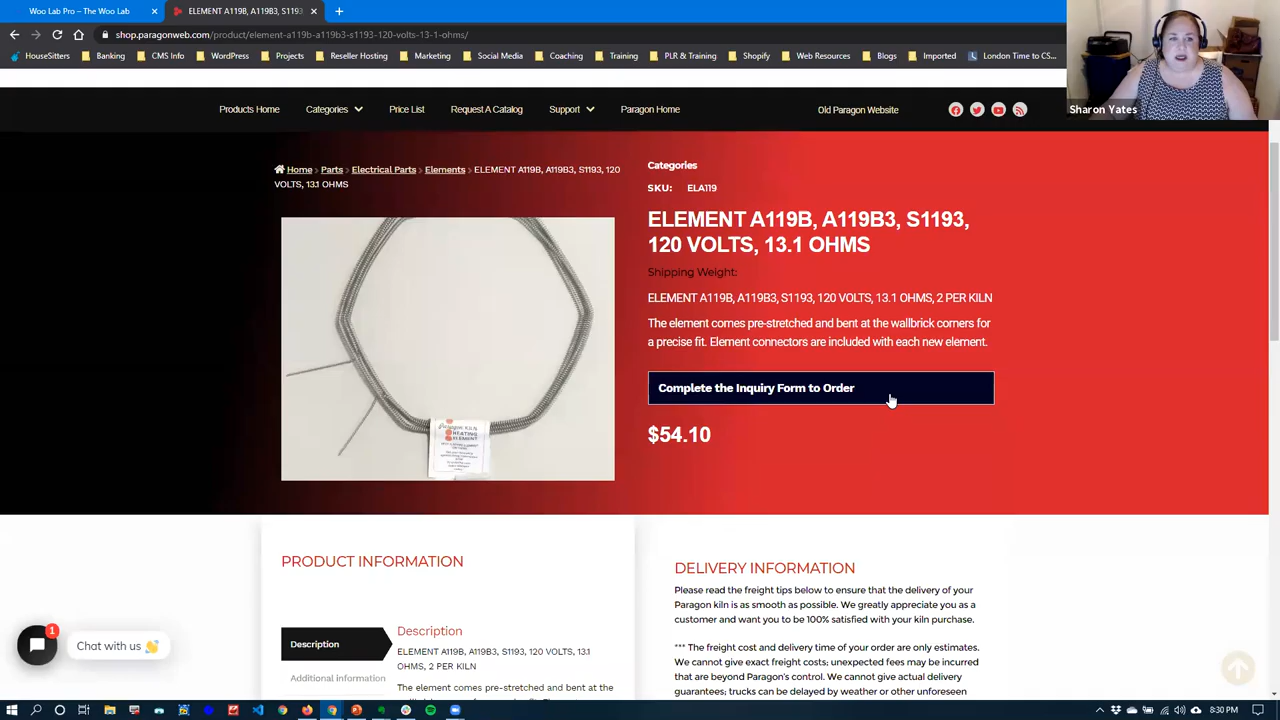 Woo Lab Pro – The Woo Lab
ELEMENT A119B, A119B3, S1193,
shop.paragonweb.com/product/element-a119b-a119b3-s1193-120-volts-13-1-ohms/
HouseSitters Banking CMS Info WordPress Projects Reseller Hosting Marketing Social Media Coaching Training PLR & Training Shopify Web Resources Blogs Imported London Time to CS...
Sharon Yates
Products Home Categories Price List Request A Catalog Support Paragon Home Old Paragon Website
Home > Parts > Electrical Parts > Elements > ELEMENT A119B, A119B3, S1193, 120
VOLTS, 13.1 OHMS
Categories
SKU: ELA119
ELEMENT A119B, A119B3, S1193,
120 VOLTS, 13.1 OHMS
Shipping Weight:
ELEMENT A119B, A119B3, S1193, 120 VOLTS, 13.1 OHMS, 2 PER KILN
The element comes pre-stretched and bent at the wallbrick corners for
a precise fit. Element connectors are included with each new element.
Complete the Inquiry Form to Order
$54.10
Paragon KILN
HEATING
ELEMENT
PRODUCT INFORMATION
Description
Additional information
Description
ELEMENT A119B, A119B3, S1193, 120 VOLTS, 13.1
OHMS, 2 PER KILN
The element comes pre-stretched and bent at the
DELIVERY INFORMATION
Please read the freight tips below to ensure that the delivery of your
Paragon kiln is as smooth as possible. We greatly appreciate you as a
customer and want you to be 100% satisfied with your kiln purchase.
*** The freight cost and delivery time of your order are only estimates.
We cannot give exact freight costs; unexpected fees may be incurred
that are beyond Paragon's control. We cannot give actual delivery
guarantees; trucks can be delayed by weather or other unforeseen
1
Chat with us 👋
8:30 PM